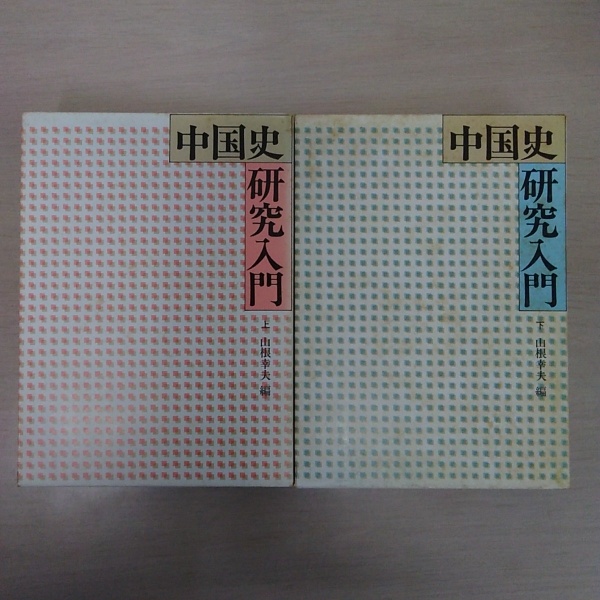 中国史
研究入門
上 山根幸夫 編
中国史
研究入門
下 山根幸夫 編